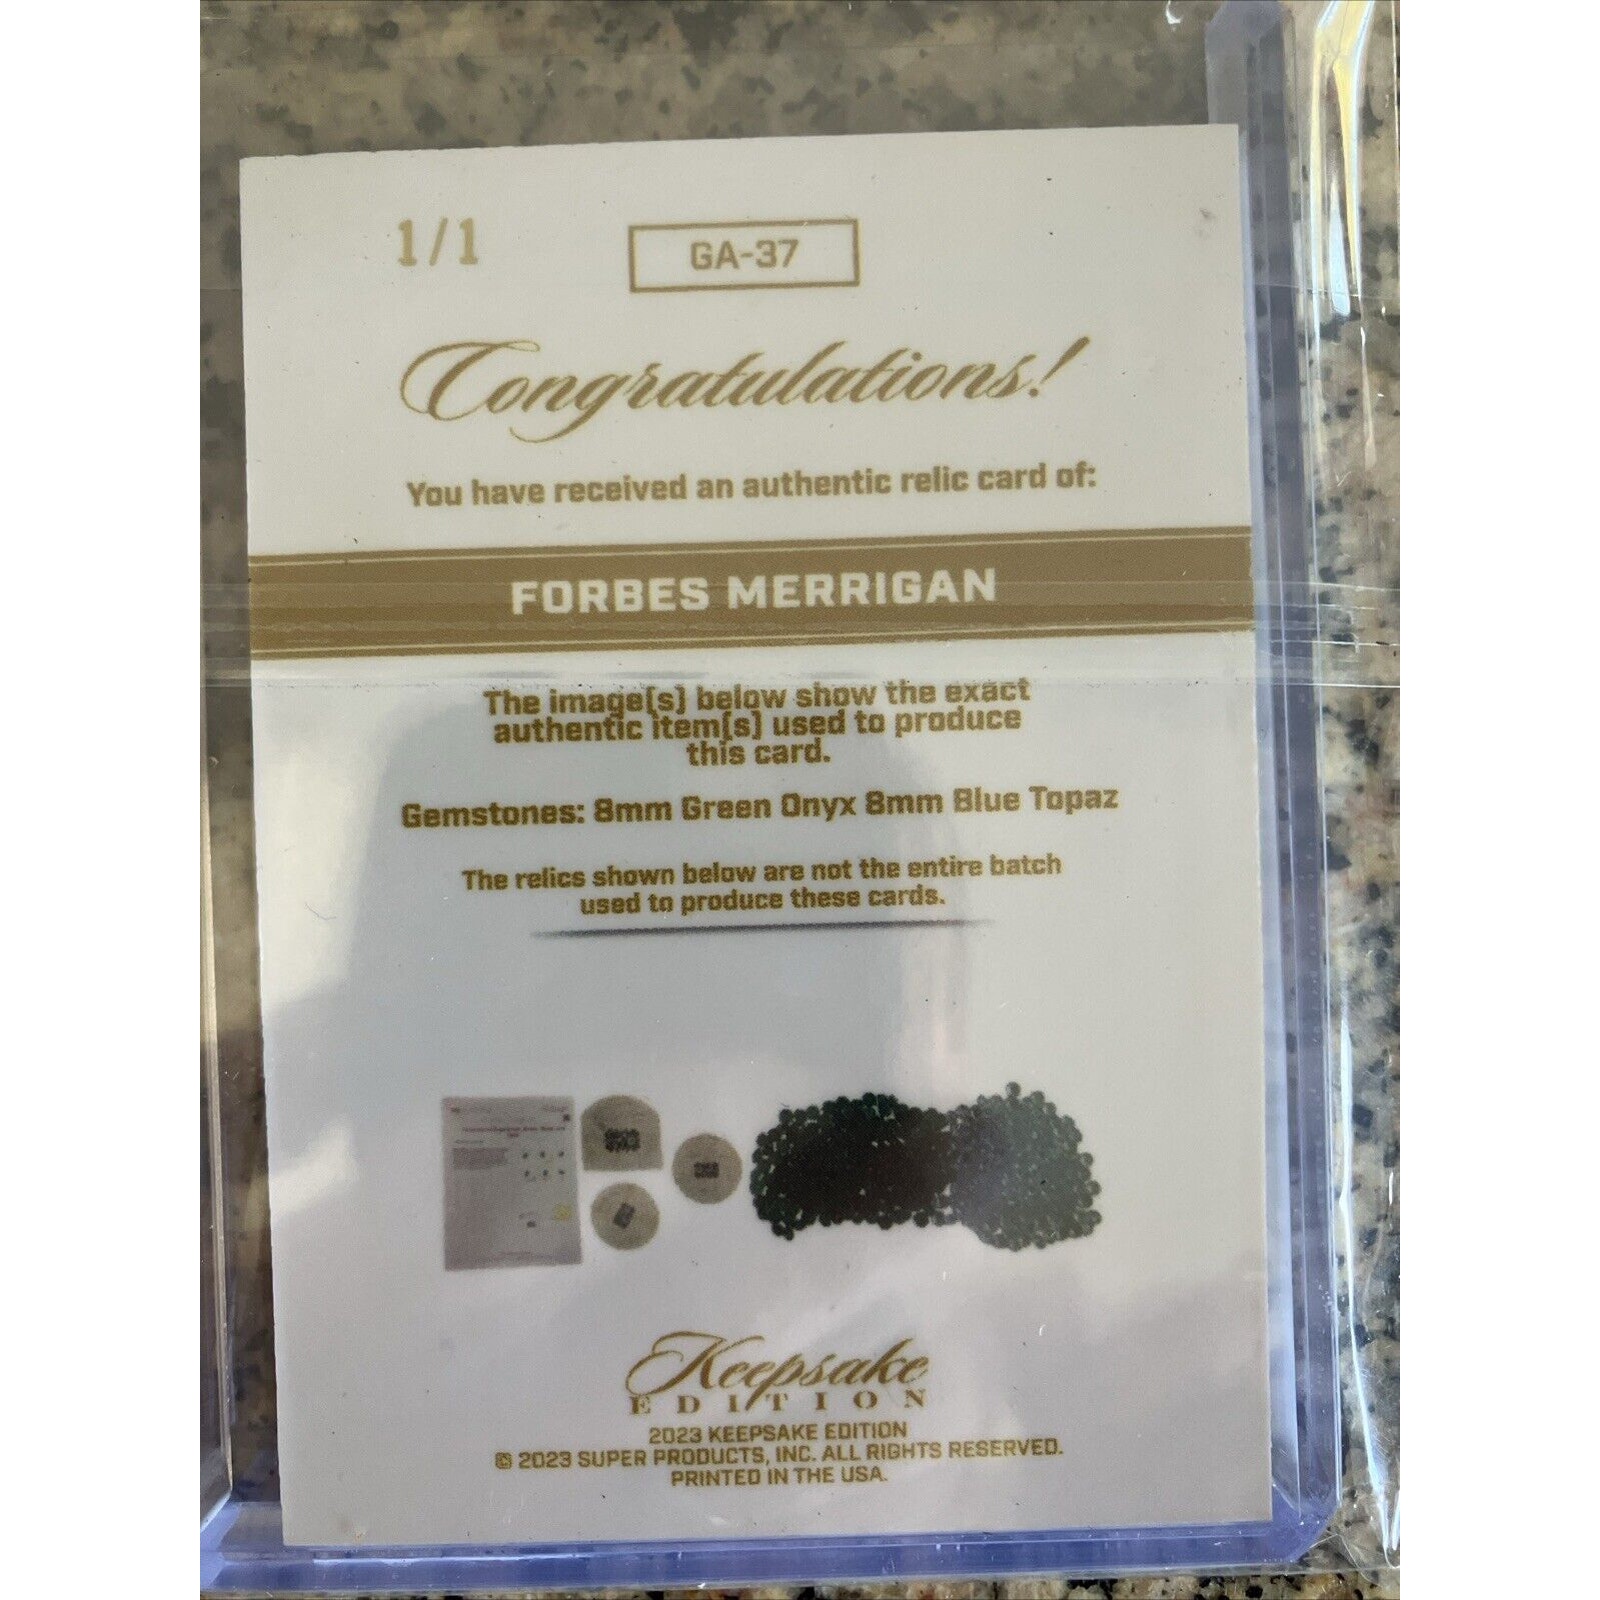 1/1
GA-37
Congratulations!
You have received an authentic relic card of:
FORBES MERRIGAN
The image(s) below show the exact
authentic item(s) used to produce
this card.
Gemstones: 8mm Green Onyx 8mm Blue Topaz
The relics shown below are not the entire batch
used to produce these cards.
Keepsake
EDITION
2023 KEEPSAKE EDITION
© 2023 SUPER PRODUCTS, INC. ALL RIGHTS RESERVED.
PRINTED IN THE USA.